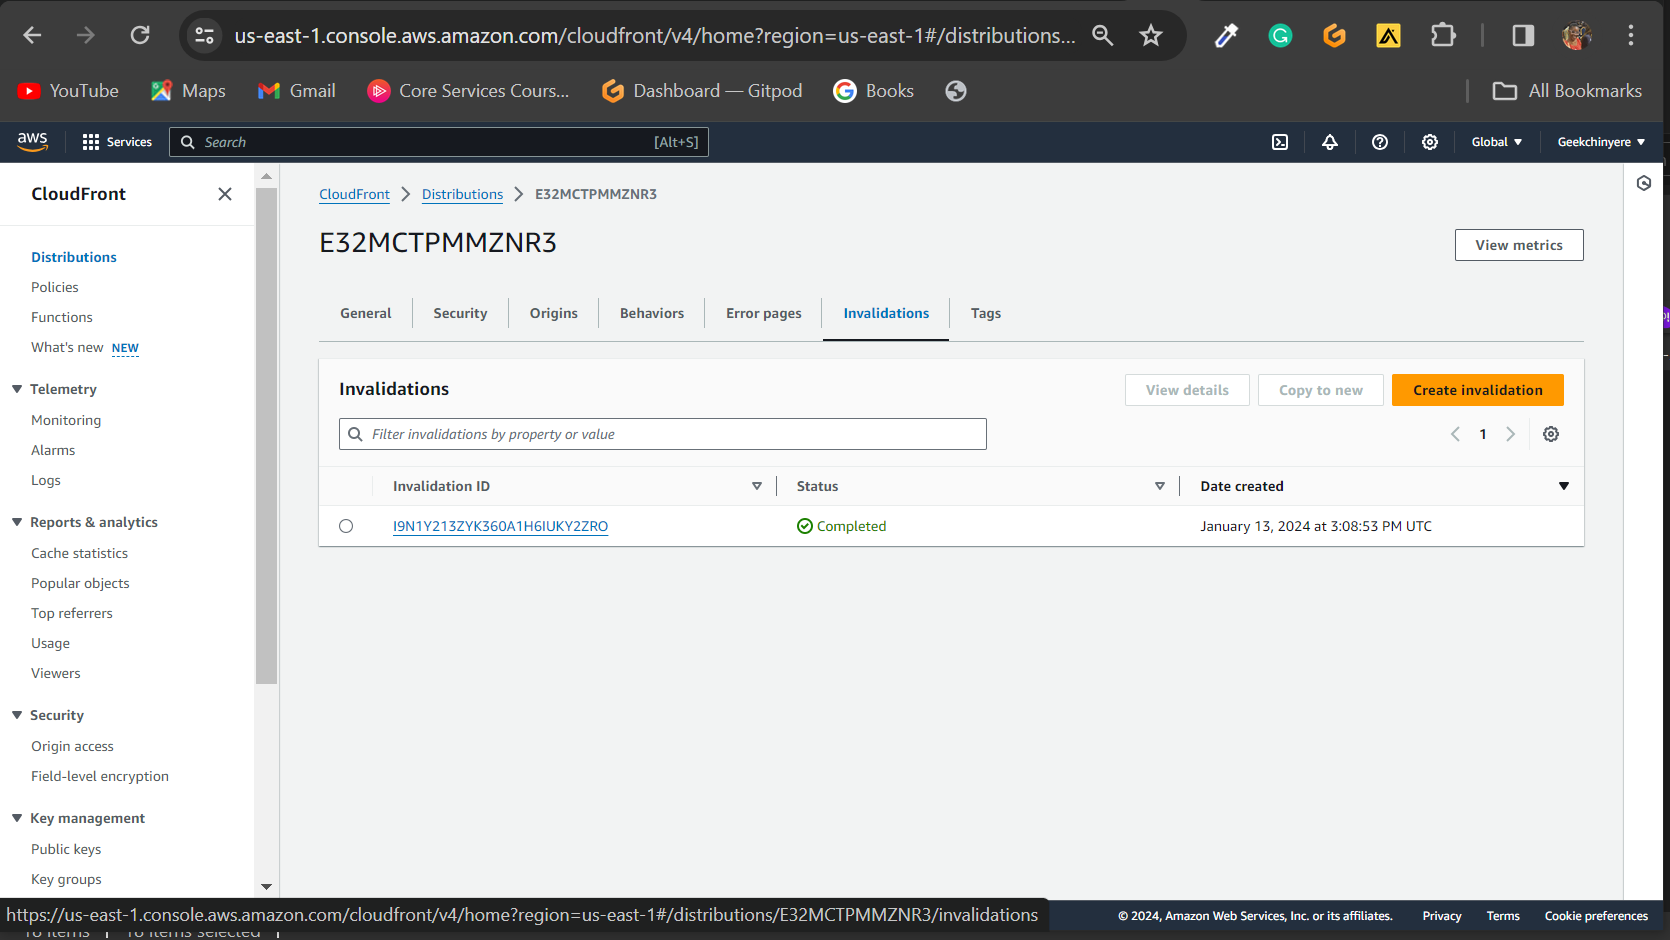 us-east-1.console.aws.amazon.com/cloudfront/v4/home?region=us-east-1#/distributions...
YouTube Maps Gmail Core Services Cours... Dashboard — Gitpod Books All Bookmarks
aws Services Search [Alt+S] Global Geekchinyere
CloudFront
Distributions
Policies
Functions
What's new NEW
Telemetry
Monitoring
Alarms
Logs
Reports & analytics
Cache statistics
Popular objects
Top referrers
Usage
Viewers
Security
Origin access
Field-level encryption
Key management
Public keys
Key groups
CloudFront Distributions E32MCTPMMZNR3
E32MCTPMMZNR3
View metrics
General Security Origins Behaviors Error pages Invalidations Tags
Invalidations
View details Copy to new Create invalidation
Filter invalidations by property or value
1
Invalidation ID Status Date created
I9N1Y213ZYK360A1H6IUKY2ZRO Completed January 13, 2024 at 3:08:53 PM UTC
https://us-east-1.console.aws.amazon.com/cloudfront/v4/home?region=us-east-1#/distributions/E32MCTPMMZNR3/invalidations
© 2024, Amazon Web Services, Inc. or its affiliates. Privacy Terms Cookie preferences